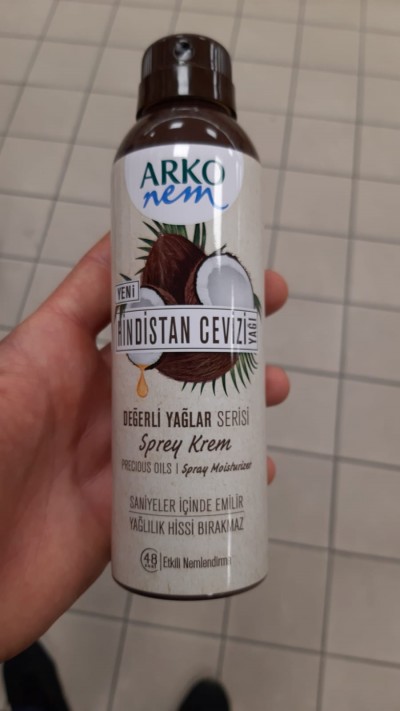 ARKO
nem
YENİ
HİNDİSTAN CEVİZİ
YAĞI
DEĞERLİ YAĞLAR SERİSİ
Sprey Krem
PRECIOUS OILS | Spray Moisturizer
SANİYELER İÇİNDE EMİLİR
YAĞLILIK HİSSİ BIRAKMAZ
48
Etkili Nemlendirme